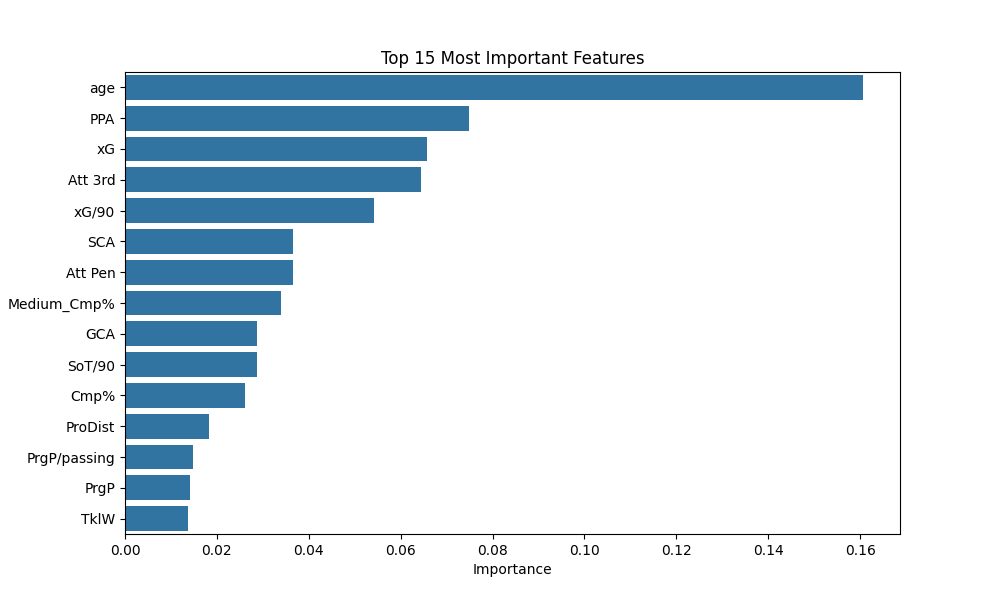 Top 15 Most Important Features
age
PPA
xG
Att 3rd
xG/90
SCA
Att Pen
Medium_Cmp%
GCA
SoT/90
Cmp%
ProDist
PrgP/passing
PrgP
TklW
0.00 0.02 0.04 0.06 0.08 0.10 0.12 0.14 0.16
Importance